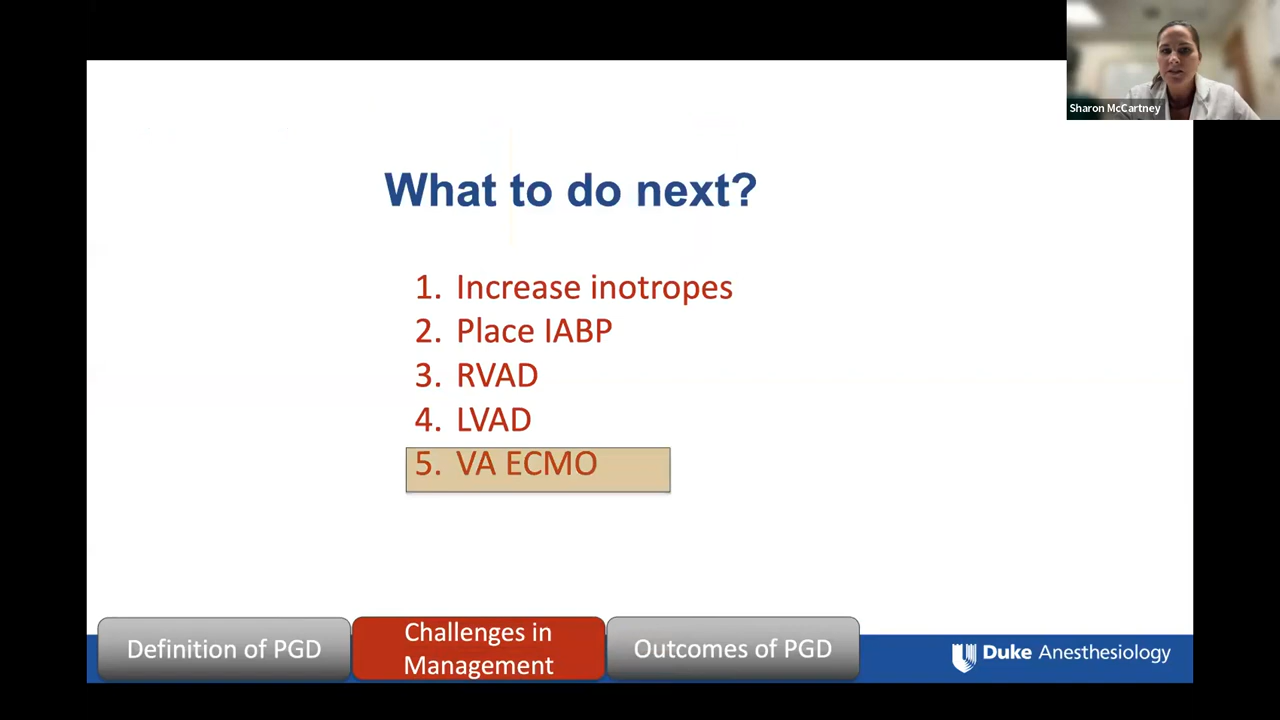 Sharon McCartney
What to do next?
1. Increase inotropes
2. Place IABP
3. RVAD
4. LVAD
5. VA ECMO
Definition of PGD
Challenges in
Management
Outcomes of PGD
Duke Anesthesiology